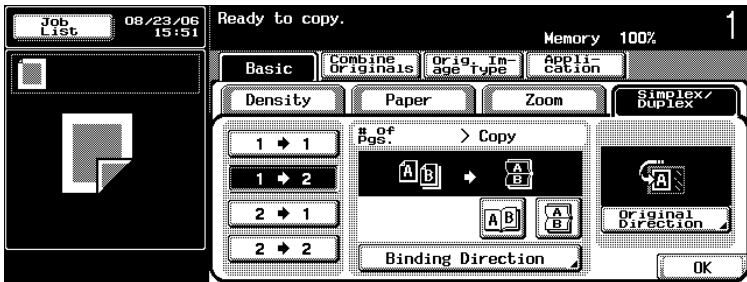 Job
List
08/23/06
15:51
Ready to copy.
Memory 100%
1
Basic
Combine
Originals
Orig. Im-
age Type
Appli-
cation
Density
Paper
Zoom
Simplex/
Duplex
1 → 1
1 → 2
2 → 1
2 → 2
# of
Pgs.
> Copy
A B → A
B
A B
A
B
Binding Direction
A
Original
Direction
OK